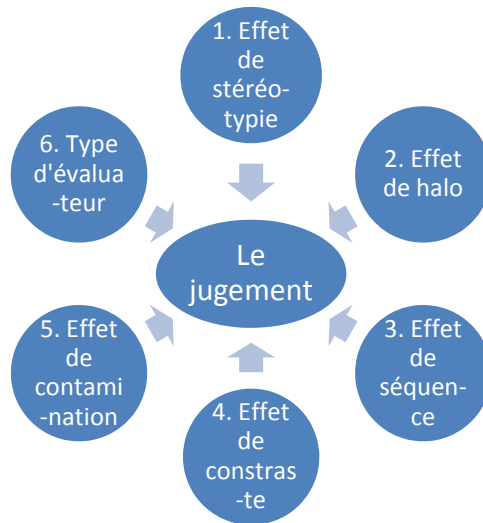 1. Effet
de
stéréo-
typie
2. Effet
de halo
3. Effet
de
séquen-
ce
4. Effet
de
constras
-te
5. Effet
de
contami
-nation
6. Type
d'évalua
-teur
Le
jugement